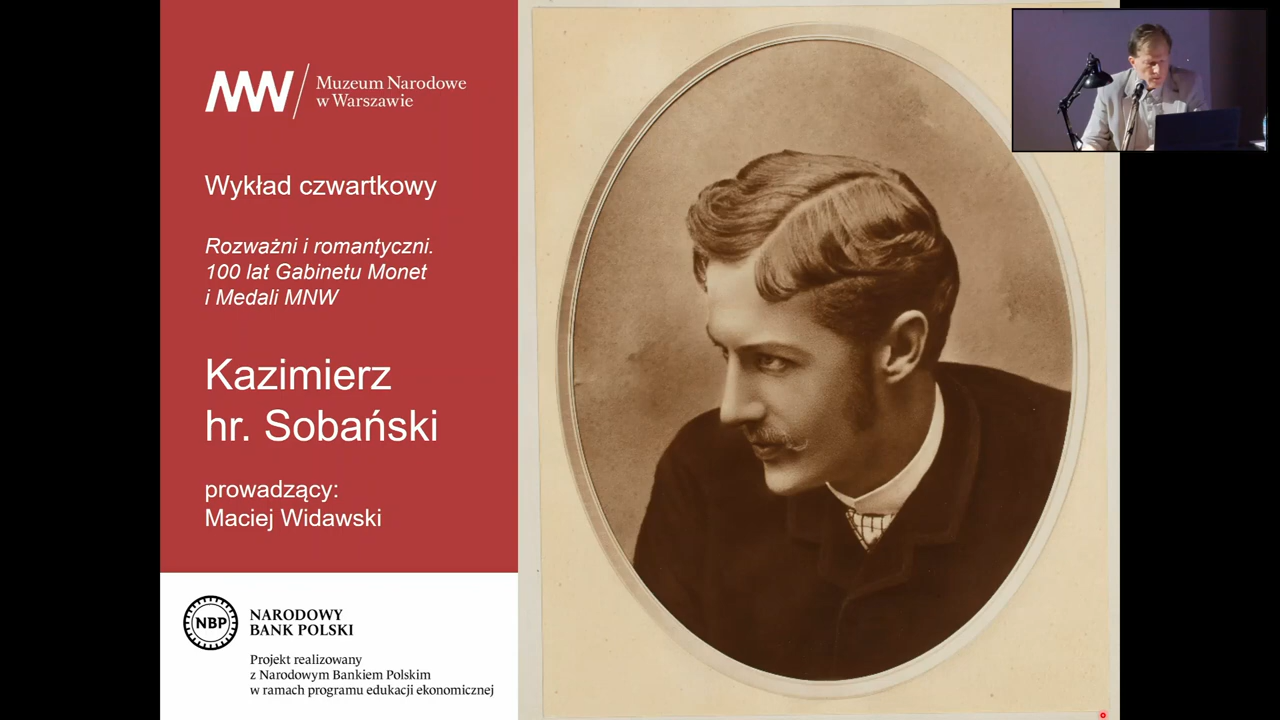 MNW
Muzeum Narodowe
w Warszawie
Wykład czwartkowy
Rozważni i romantyczni.
100 lat Gabinetu Monet
i Medali MNW
Kazimierz
hr. Sobański
prowadzący:
Maciej Widawski
NBP
NARODOWY
BANK POLSKI
Projekt realizowany
z Narodowym Bankiem Polskim
w ramach programu edukacji ekonomicznej